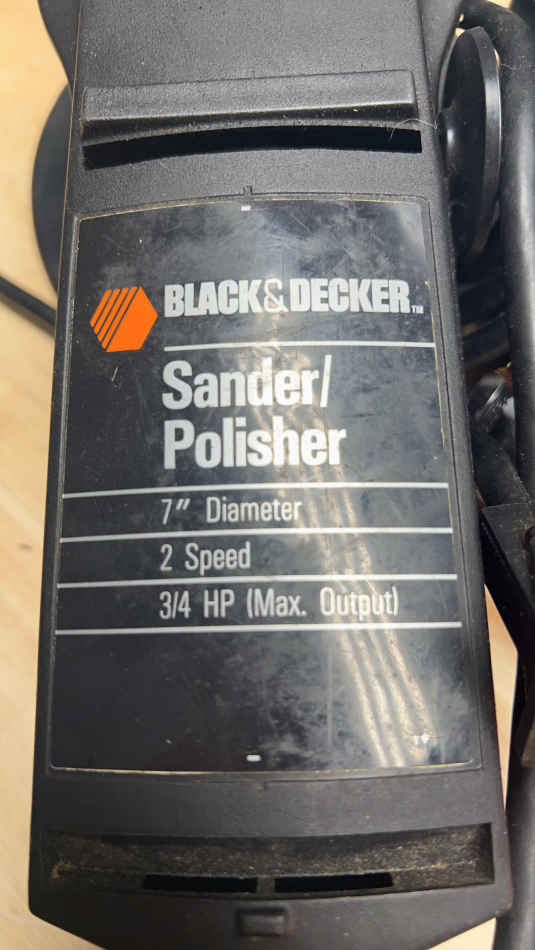 BLACK&DECKER™
Sander/
Polisher
7" Diameter
2 Speed
3/4 HP (Max. Output)